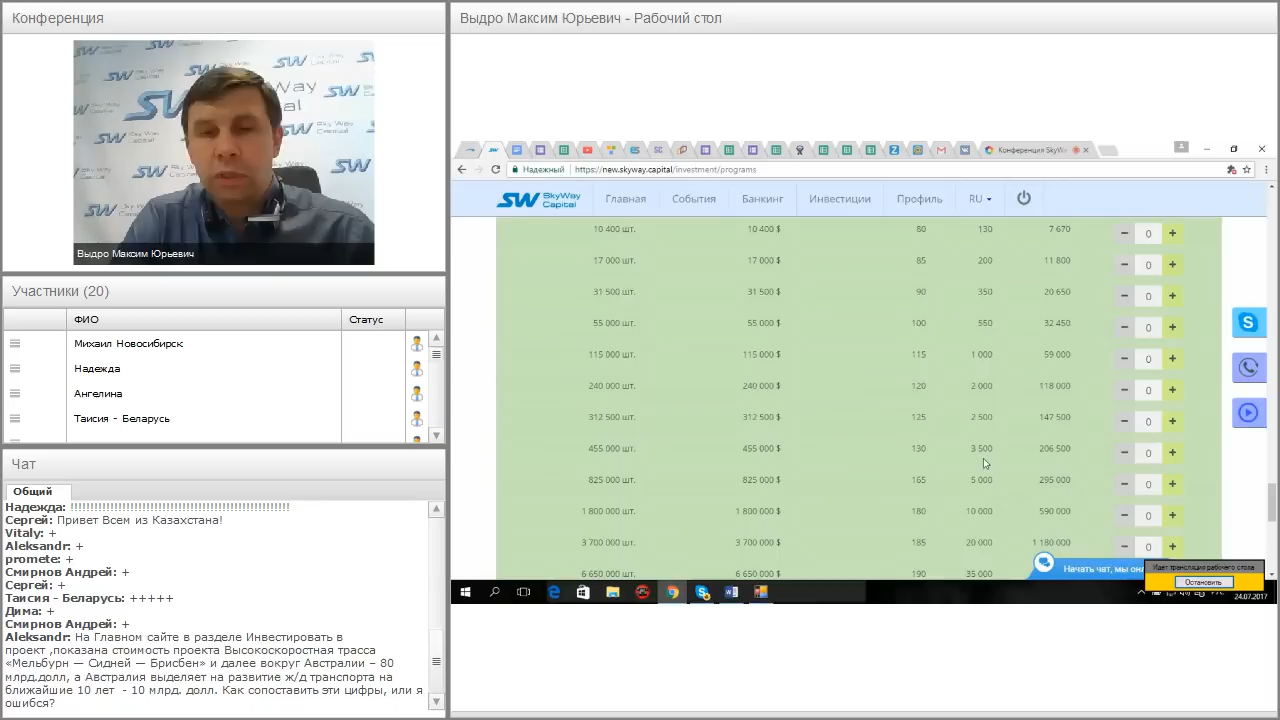 Конференция
Выдро Максим Юрьевич
Участники (20)
ФИО Статус
Михаил Новосибирск
Надежда
Ангелина
Таисия - Беларусь
Чат
Общий
Надежда: !!!!!!!!!!!!!!!!!!!!!!!!!!!!!!!!!!!!!!!!!!!!!!!!!!!!!!!
Сергей: Привет Всем из Казахстана!
Vitaly: +
Aleksandr: +
promete: +
Смирнов Андрей: +
Сергей: +
Таисия - Беларусь: +++++
Дима: +
Смирнов Андрей: +
Aleksandr: На Главном сайте в разделе Инвестировать в
проект ,показана стоимость проекта Высокоскоростная трасса
«Мельбурн — Сидней — Брисбен» и далее вокруг Австралии – 80
млрд.долл, а Австралия выделяет на развитие ж/д транспорта на
ближайшие 10 лет - 10 млрд. долл. Как сопоставить эти цифры, или я
ошибся?
Выдро Максим Юрьевич - Рабочий стол
Конференция SkyWa
Надежный https://new.skyway.capital/investment/programs
SW SkyWay Capital Главная События Банкинг Инвестиции Профиль RU
10 400 шт. 10 400 $ 80 130 7 670 − 0 +
17 000 шт. 17 000 $ 85 200 11 800 − 0 +
31 500 шт. 31 500 $ 90 350 20 650 − 0 +
55 000 шт. 55 000 $ 100 550 32 450 − 0 +
115 000 шт. 115 000 $ 115 1 000 59 000 − 0 +
240 000 шт. 240 000 $ 120 2 000 118 000 − 0 +
312 500 шт. 312 500 $ 125 2 500 147 500 − 0 +
455 000 шт. 455 000 $ 130 3 500 206 500 − 0 +
825 000 шт. 825 000 $ 165 5 000 295 000 − 0 +
1 800 000 шт. 1 800 000 $ 180 10 000 590 000 − 0 +
3 700 000 шт. 3 700 000 $ 185 20 000 1 180 000 − 0 +
6 650 000 шт. 6 650 000 $ 190 35 000
Начать чат, мы онл
Идет трансляция рабочего стола
Остановить
24.07.2017